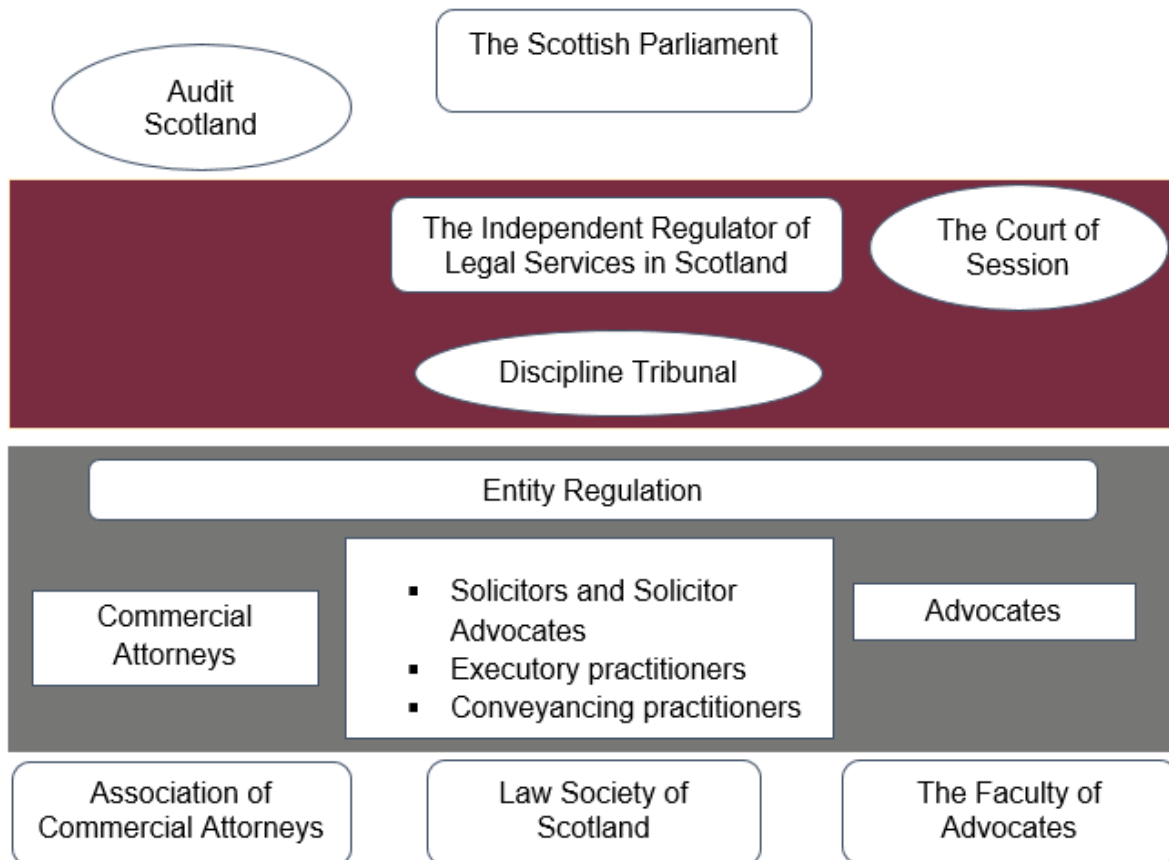 The Scottish Parliament
Audit
Scotland
The Independent Regulator of
Legal Services in Scotland
The Court of
Session
Discipline Tribunal
Entity Regulation
Commercial
Attorneys
▪ Solicitors and Solicitor
Advocates
▪ Executory practitioners
▪ Conveyancing practitioners
Advocates
Association of
Commercial Attorneys
Law Society of
Scotland
The Faculty of
Advocates